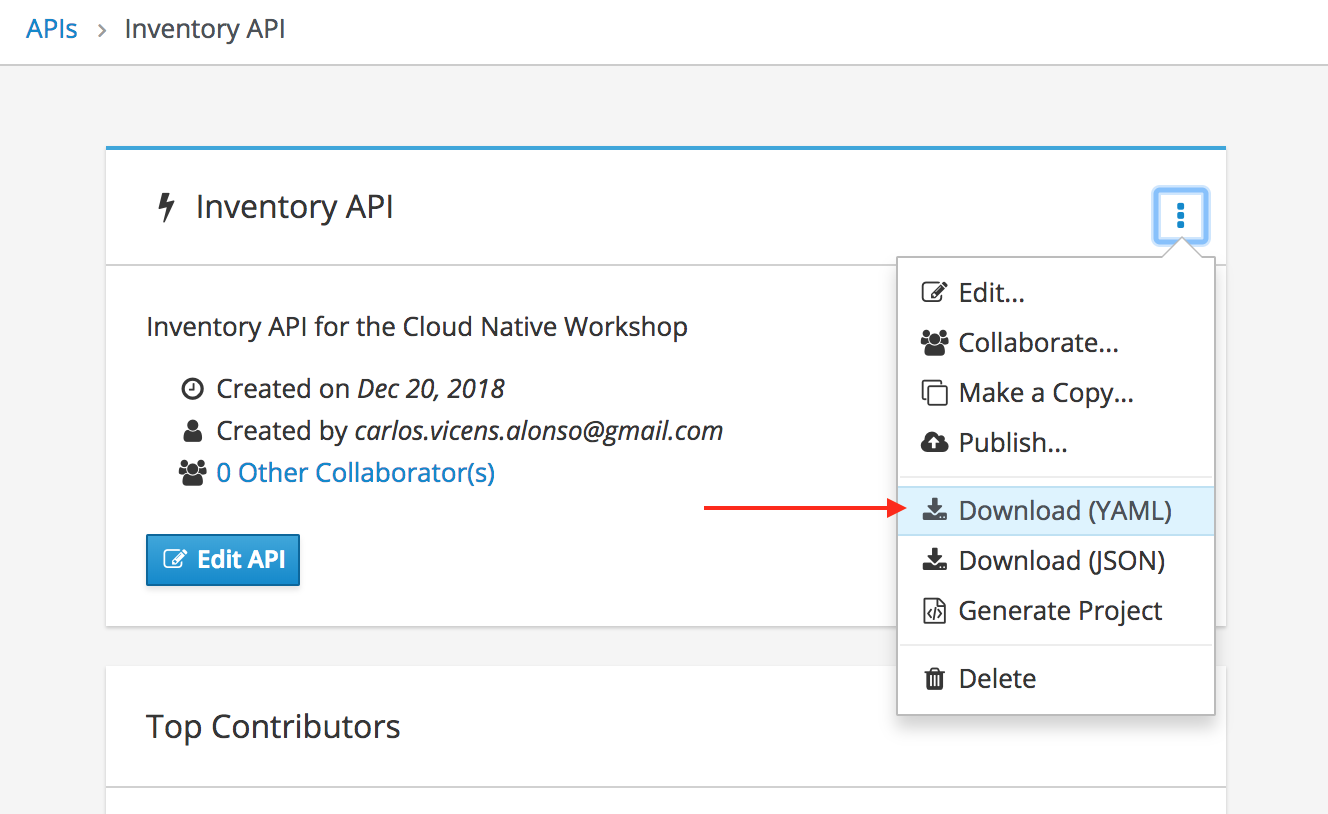 APIs > Inventory API
Inventory API
Inventory API for the Cloud Native Workshop
Created on Dec 20, 2018
Created by carlos.vicens.alonso@gmail.com
0 Other Collaborator(s)
Edit API
Edit...
Collaborate...
Make a Copy...
Publish...
Download (YAML)
Download (JSON)
Generate Project
Delete
Top Contributors